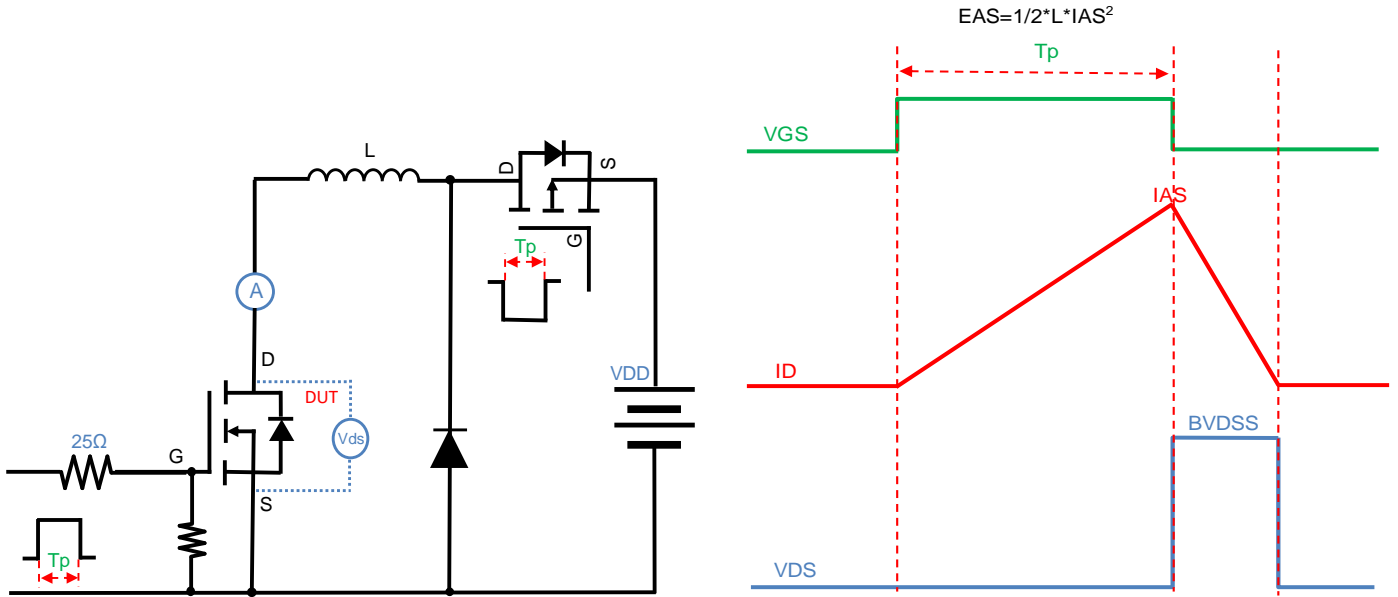 EAS=1/2*L*IAS²
Tp
VGS
L
D
S
G
Tp
IAS
A
D
VDD
ID
DUT
Vds
25Ω
G
S
BVDSS
Tp
VDS